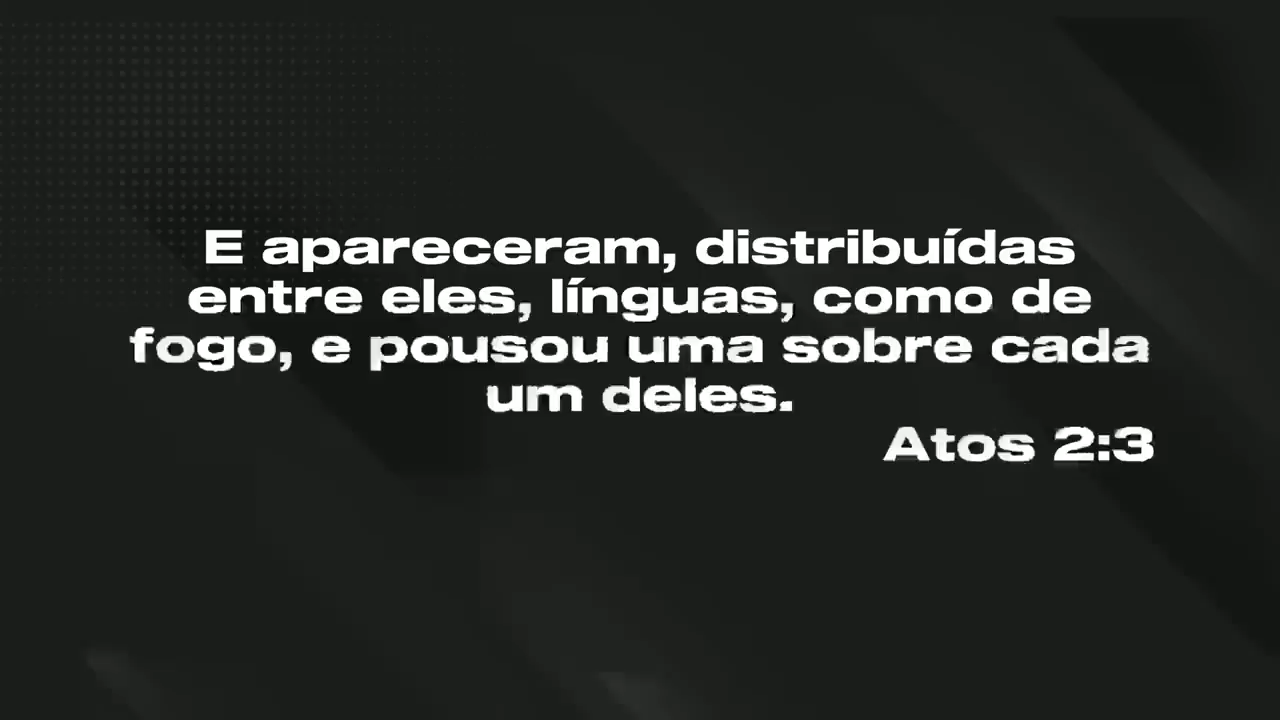 E apareceram, distribuídas
entre eles, línguas, como de
fogo, e pousou uma sobre cada
um deles.
Atos 2:3